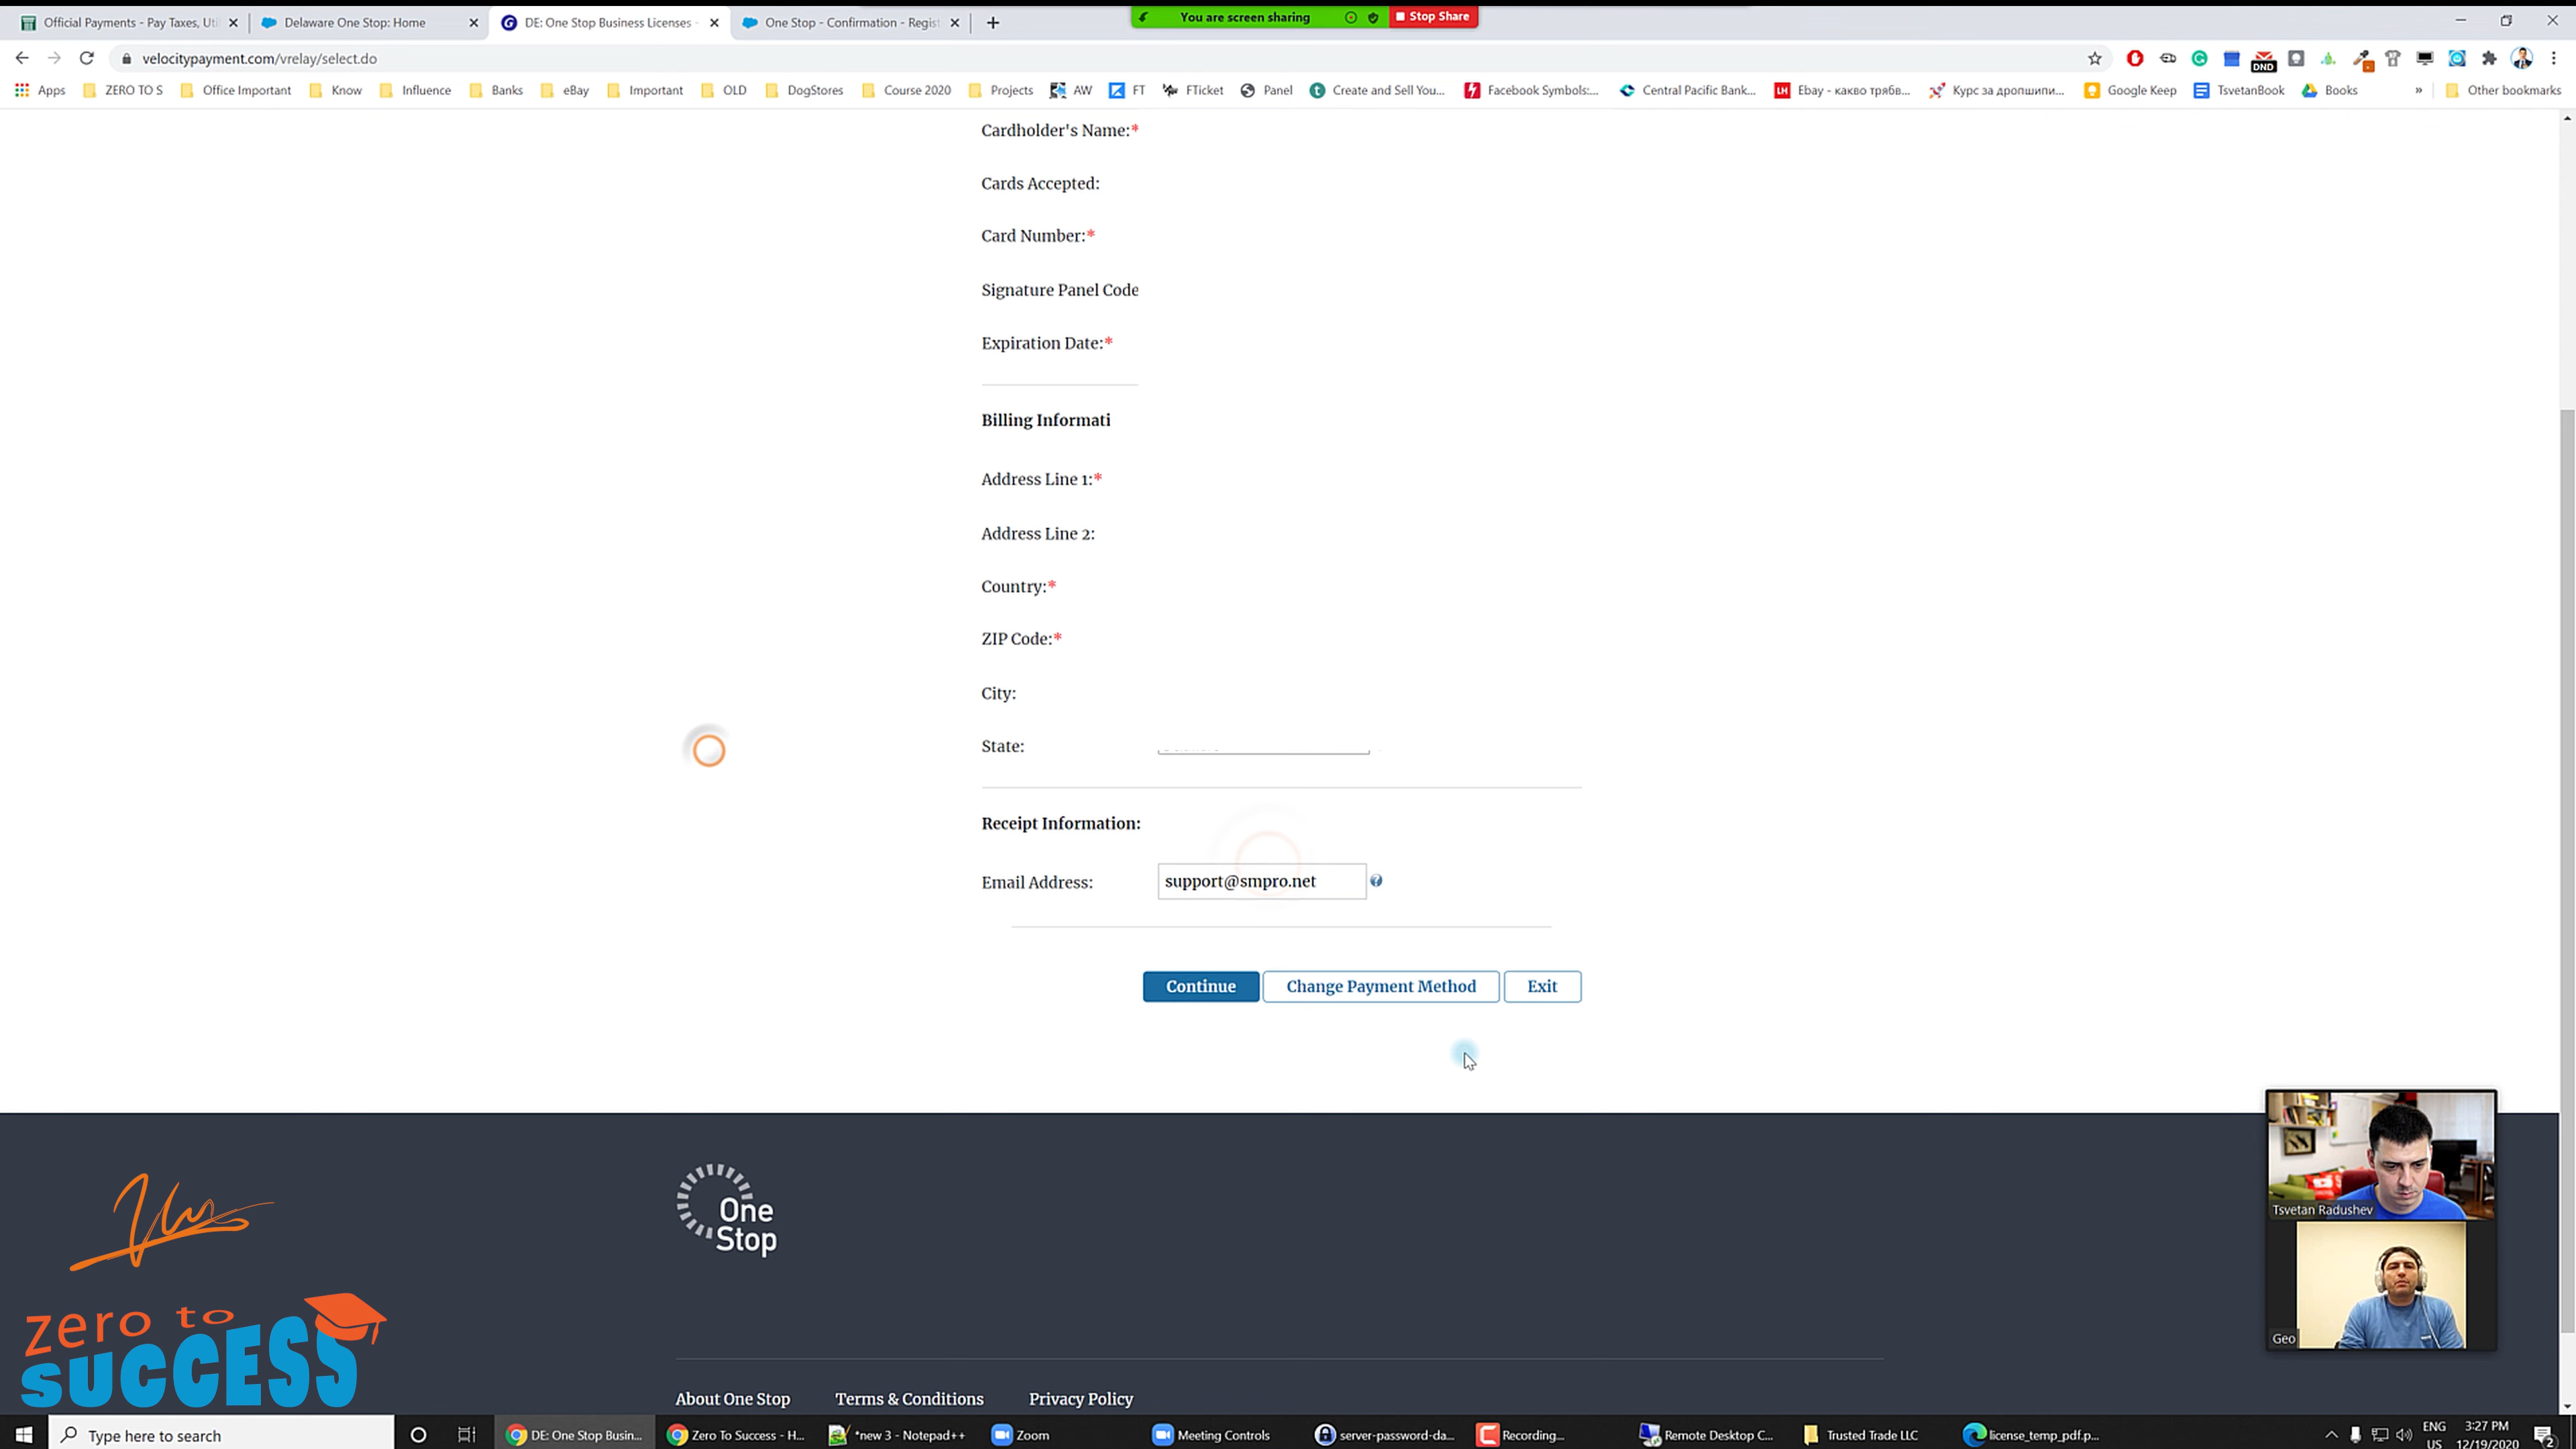 Official Payments - Pay Taxes, Uti
Delaware One Stop: Home
DE: One Stop Business Licenses -
One Stop - Confirmation - Regist
You are screen sharing
Stop Share
velocitypayment.com/vrelay/select.do
DND
Apps
ZERO TO S
Office Important
Know
Influence
Banks
eBay
Important
OLD
DogStores
Course 2020
Projects
AW
FT
FTicket
Panel
Create and Sell You...
Facebook Symbols:...
Central Pacific Bank...
LH
Ebay - какво трябв...
Курс за дропшипи...
Google Keep
TsvetanBook
Books
»
Other bookmarks
Cardholder's Name:*
Cards Accepted:
Card Number:*
Signature Panel Code
Expiration Date:*
Billing Informati
Address Line 1:*
Address Line 2:
Country:*
ZIP Code:*
City:
State:
Receipt Information:
Email Address:
support@smpro.net
Continue
Change Payment Method
Exit
Tsvetan Radushev
Geo
One
Stop
zero to
SUCCESS
About One Stop
Terms & Conditions
Privacy Policy
Type here to search
DE: One Stop Busin...
Zero To Success - H...
*new 3 - Notepad++
Zoom
Meeting Controls
server-password-da...
Recording...
Remote Desktop C...
Trusted Trade LLC
license_temp_pdf.p...
ENG
US
3:27 PM
12/19/2020
2